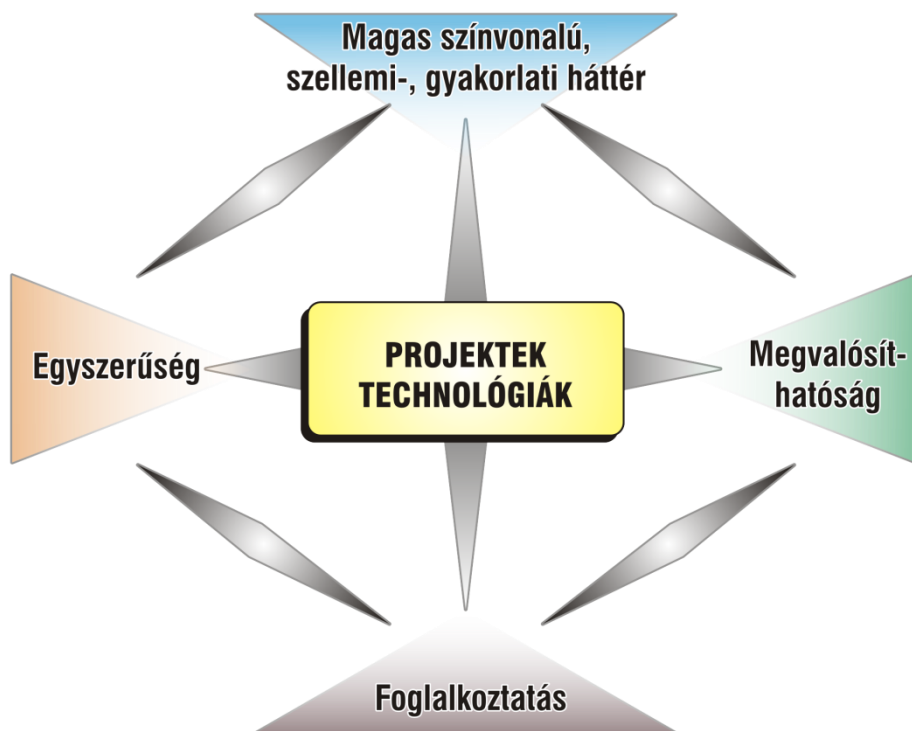 Magas színvonalú,
szellemi-, gyakorlati háttér
Egyszerűség
PROJEKTEK
TECHNOLÓGIÁK
Megvalósít-
hatóság
Foglalkoztatás